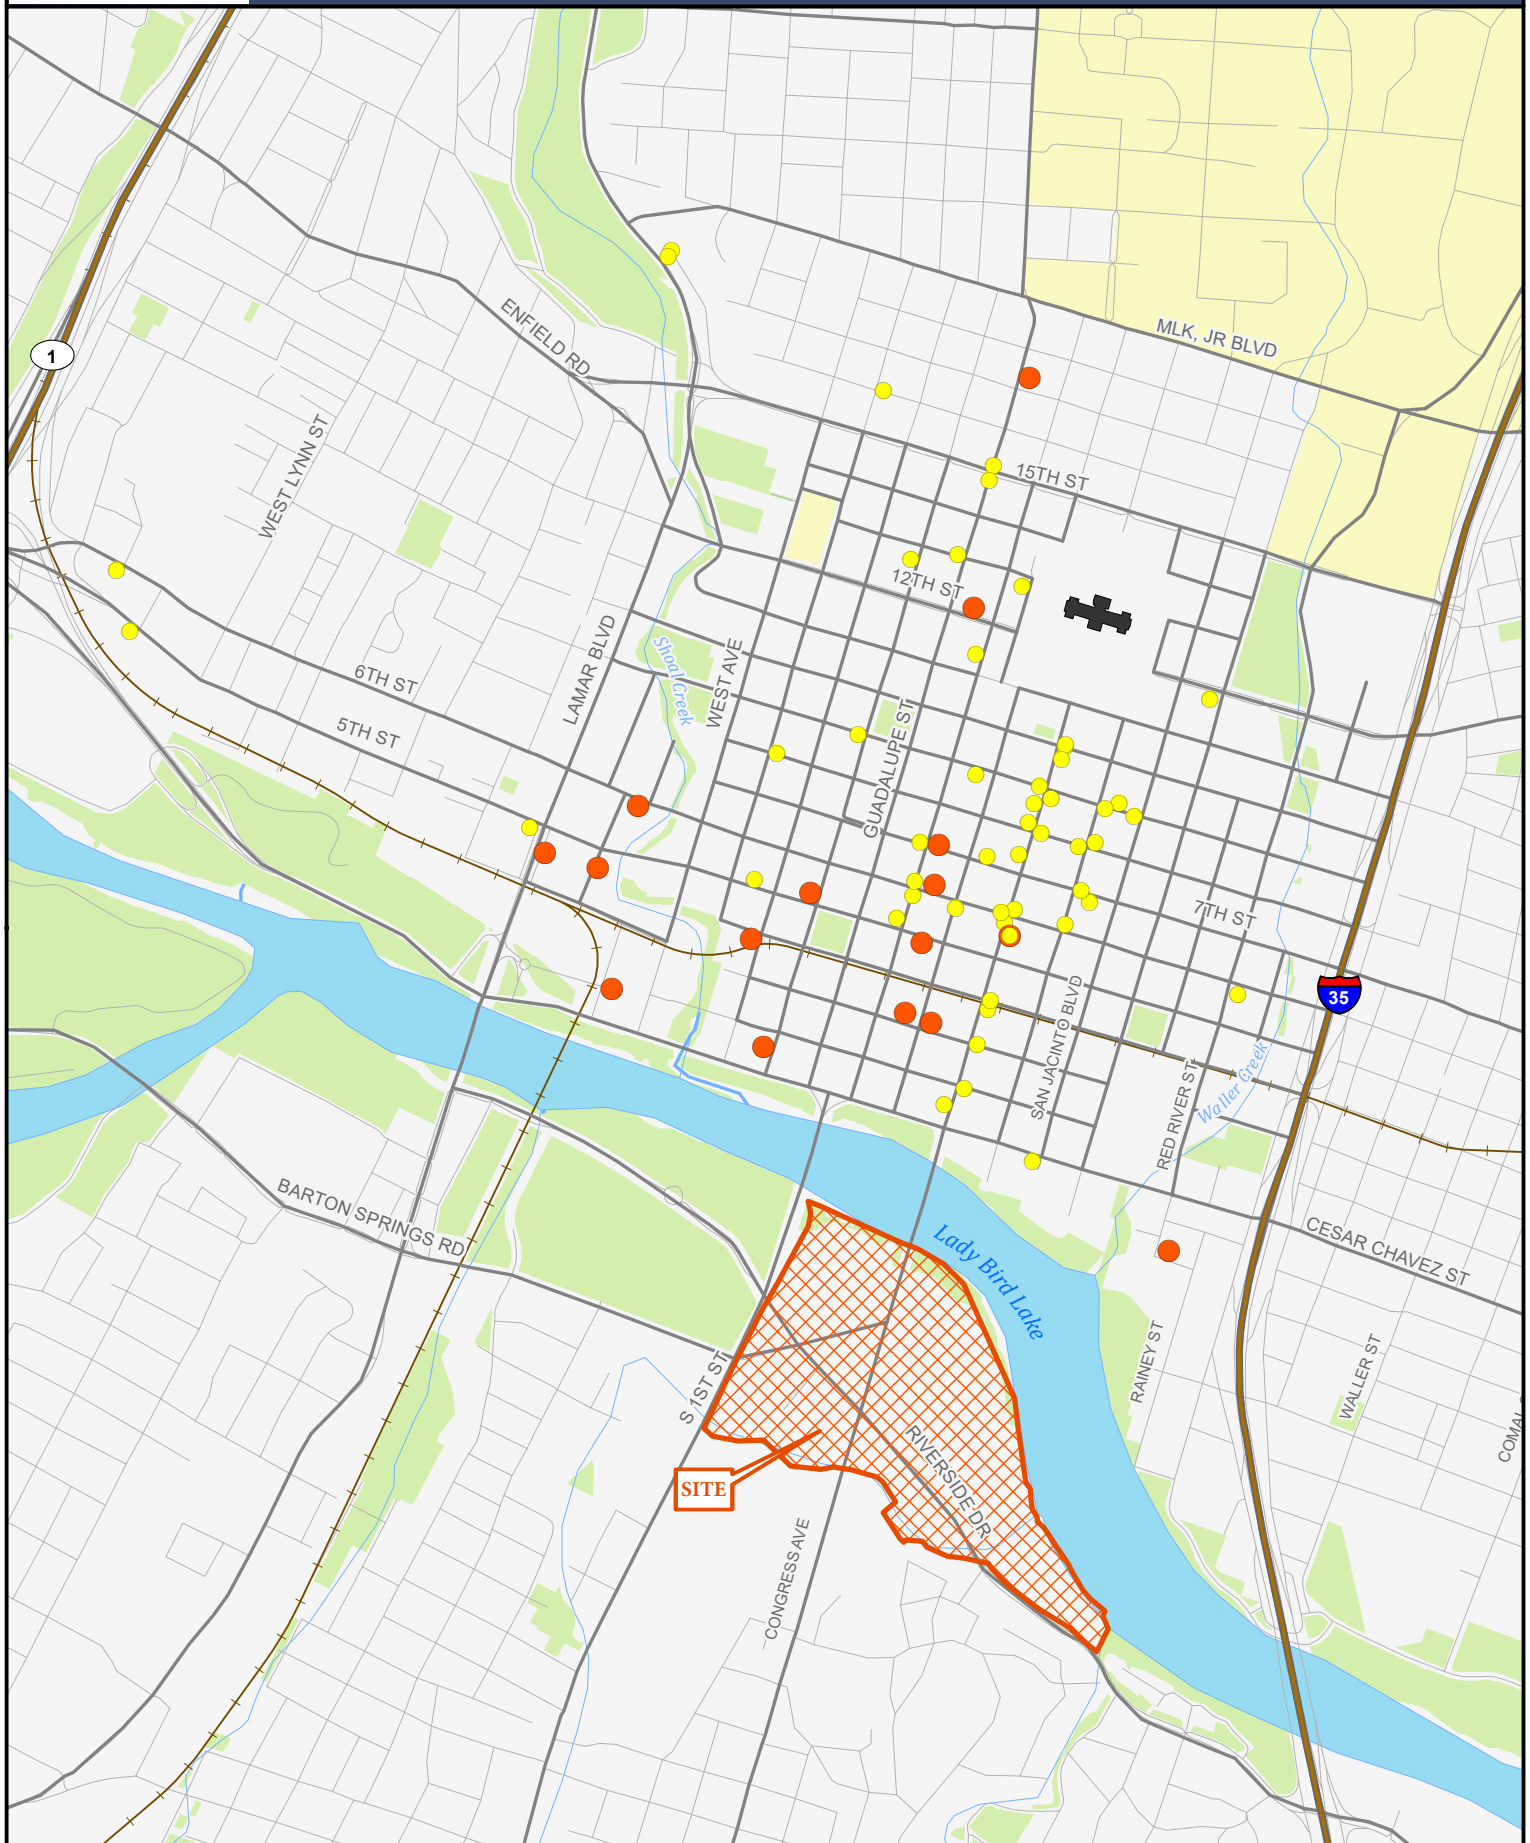 ENFIELD RD
MLK, JR BLVD
1
WEST LYNN ST
15TH ST
12TH ST
LAMAR BLVD
Shoal Creek
WEST AVE
6TH ST
5TH ST
GUADALUPE ST
7TH ST
35
SAN JACINTO BLVD
RED RIVER ST
Waller Creek
BARTON SPRINGS RD
Lady Bird Lake
CESAR CHAVEZ ST
RAINEY ST
WALLER ST
S 1ST ST
COMAL
RIVERSIDE DR
SITE
CONGRESS AVE